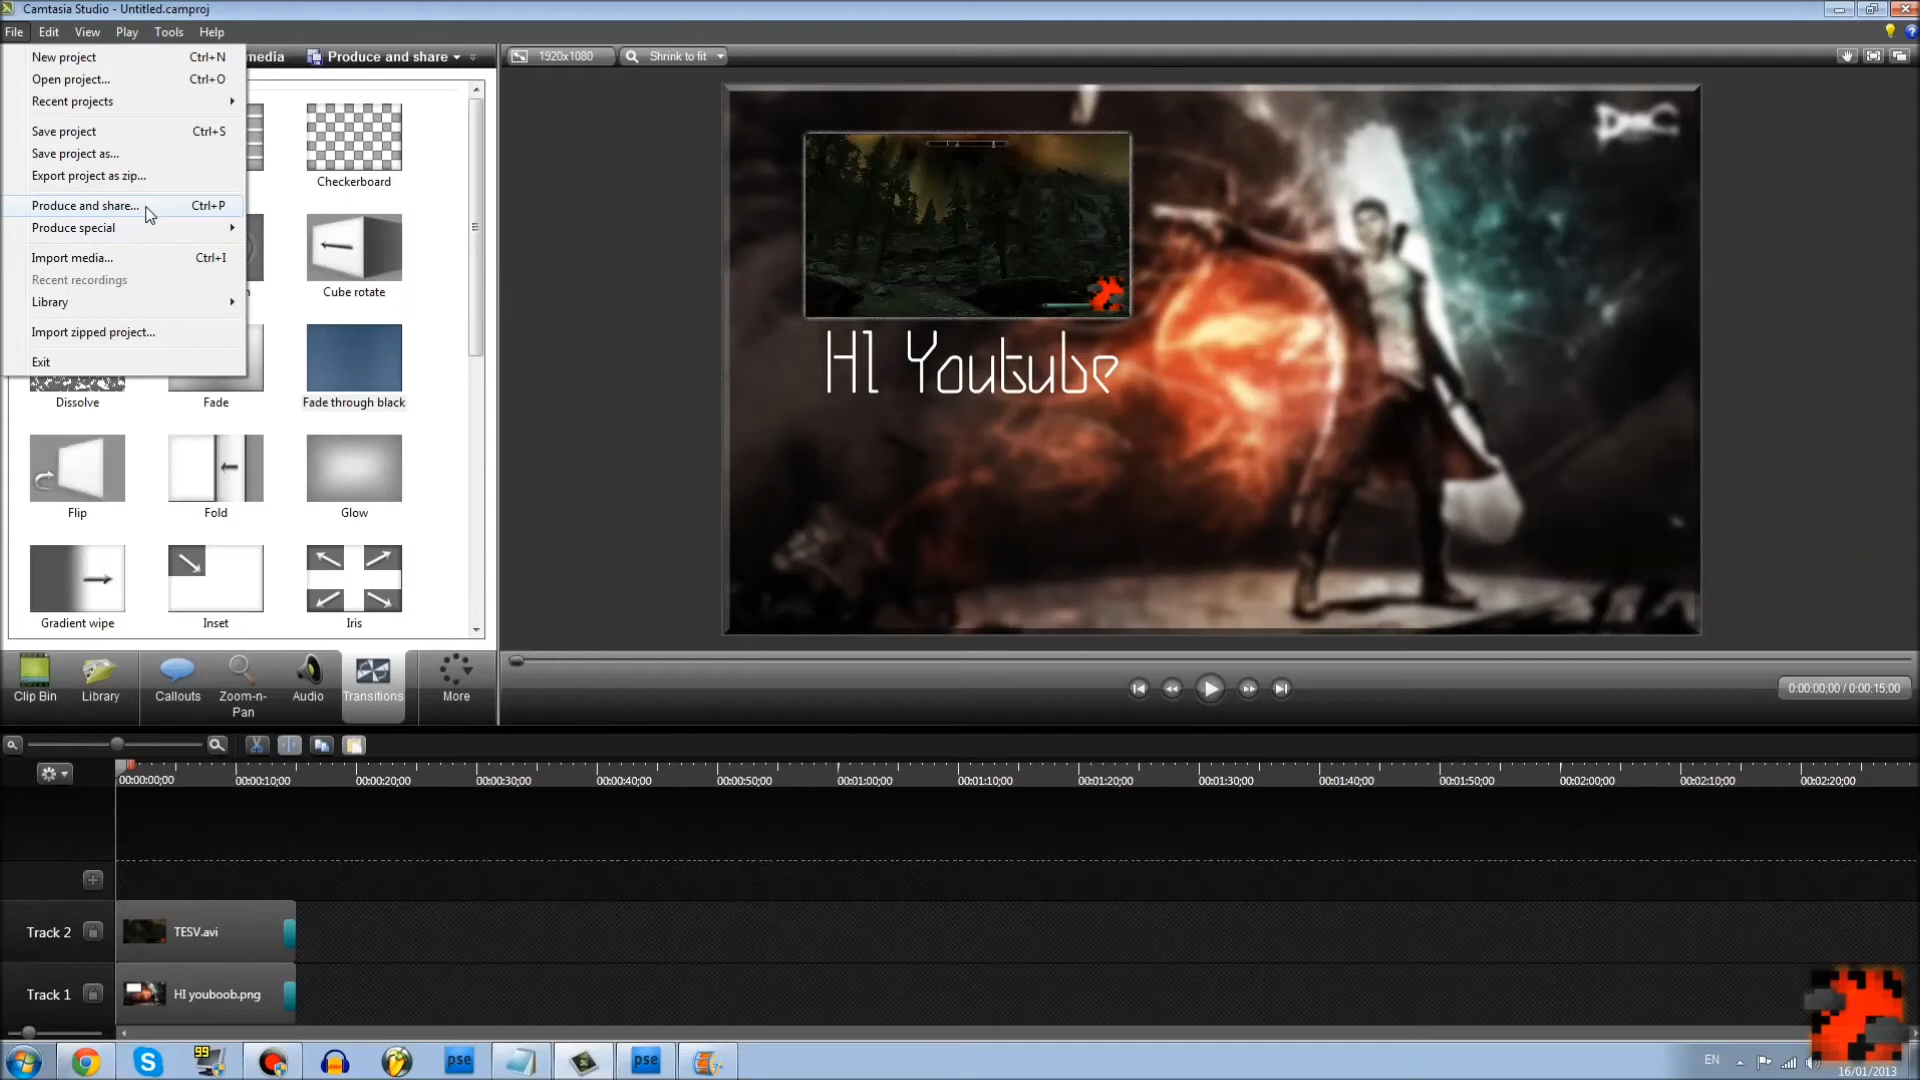 Camtasia Studio - Untitled.camproj
File Edit View Play Tools Help
New project Ctrl+N
Open project... Ctrl+O
Recent projects
Save project Ctrl+S
Save project as...
Export project as zip...
Produce and share... Ctrl+P
Produce special
Import media... Ctrl+I
Recent recordings
Library
Import zipped project...
Exit
media Produce and share
1920x1080 Shrink to fit
Checkerboard
Cube rotate
Dissolve Fade Fade through black
Flip Fold Glow
Gradient wipe Inset Iris
DmC
HI Youtube
Clip Bin Library Callouts Zoom-n-Pan Audio Transitions More
0:00:00;00 / 0:00:15;00
00:00:00;00 00:00:10;00 00:00:20;00 00:00:30;00 00:00:40;00 00:00:50;00 00:01:00;00 00:01:10;00 00:01:20;00 00:01:30;00 00:01:40;00 00:01:50;00 00:02:00;00 00:02:10;00 00:02:20;00
Track 2 TESV.avi
Track 1 HI youboob.png
99 pse pse EN
16/01/2013